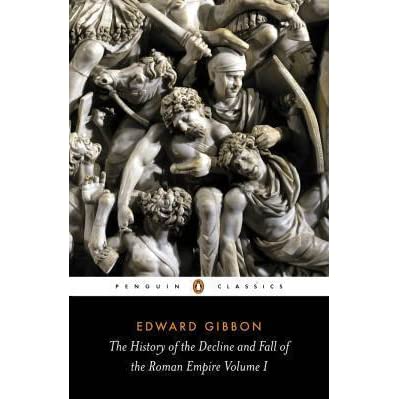 PENGUIN CLASSICS
EDWARD GIBBON
The History of the Decline and Fall of
the Roman Empire Volume I